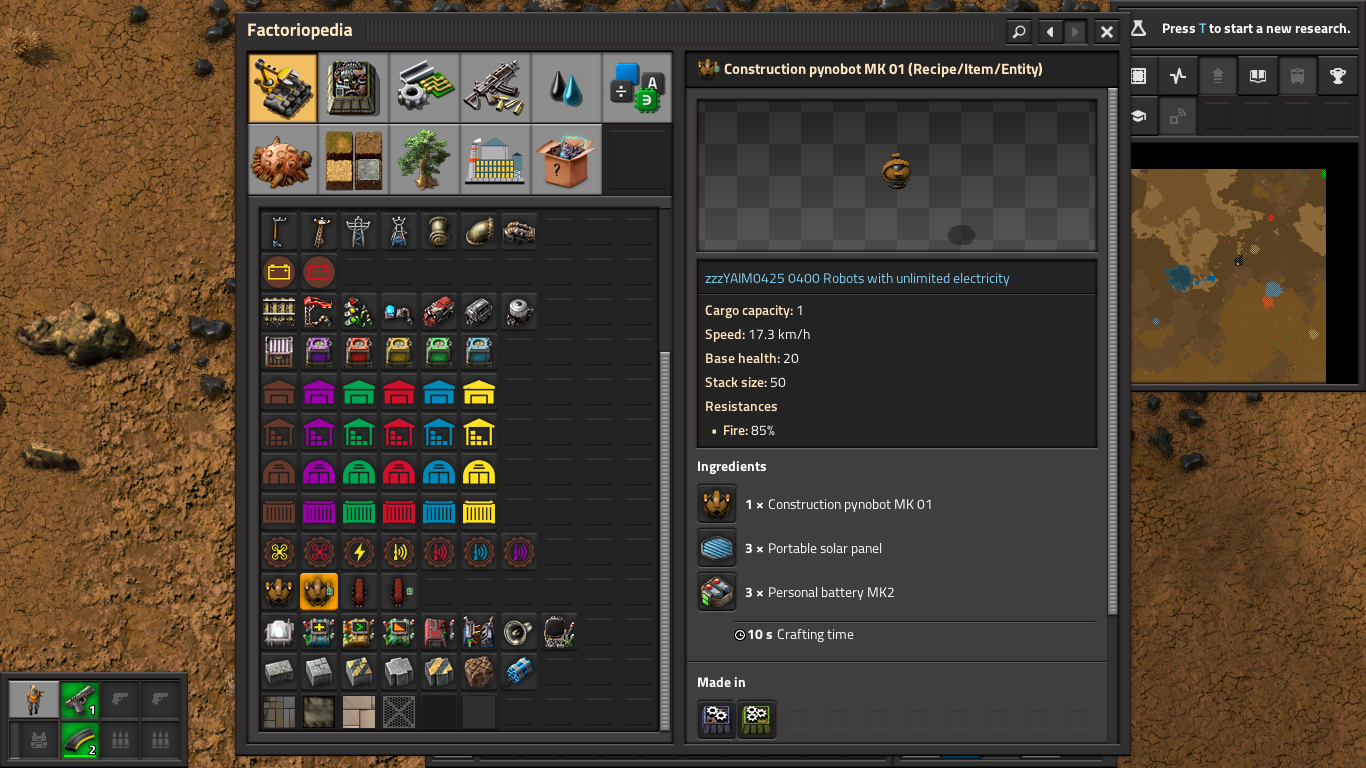 Factoriopedia
Press T to start a new research.
÷ A
?
Construction pynobot MK 01 (Recipe/Item/Entity)
zzzYAIM0425 0400 Robots with unlimited electricity
Cargo capacity: 1
Speed: 17.3 km/h
Base health: 20
Stack size: 50
Resistances
• Fire: 85%
Ingredients
1 × Construction pynobot MK 01
3 × Portable solar panel
3 × Personal battery MK2
10 s Crafting time
Made in
1
2